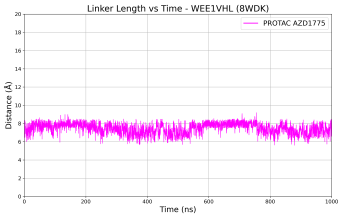 Linker Length vs Time - WEE1VHL (8WDK)
PROTAC AZD1775
Distance (Å)
20
18
16
14
12
10
8
6
4
2
0
0 200 400 600 800 1000
Time (ns)